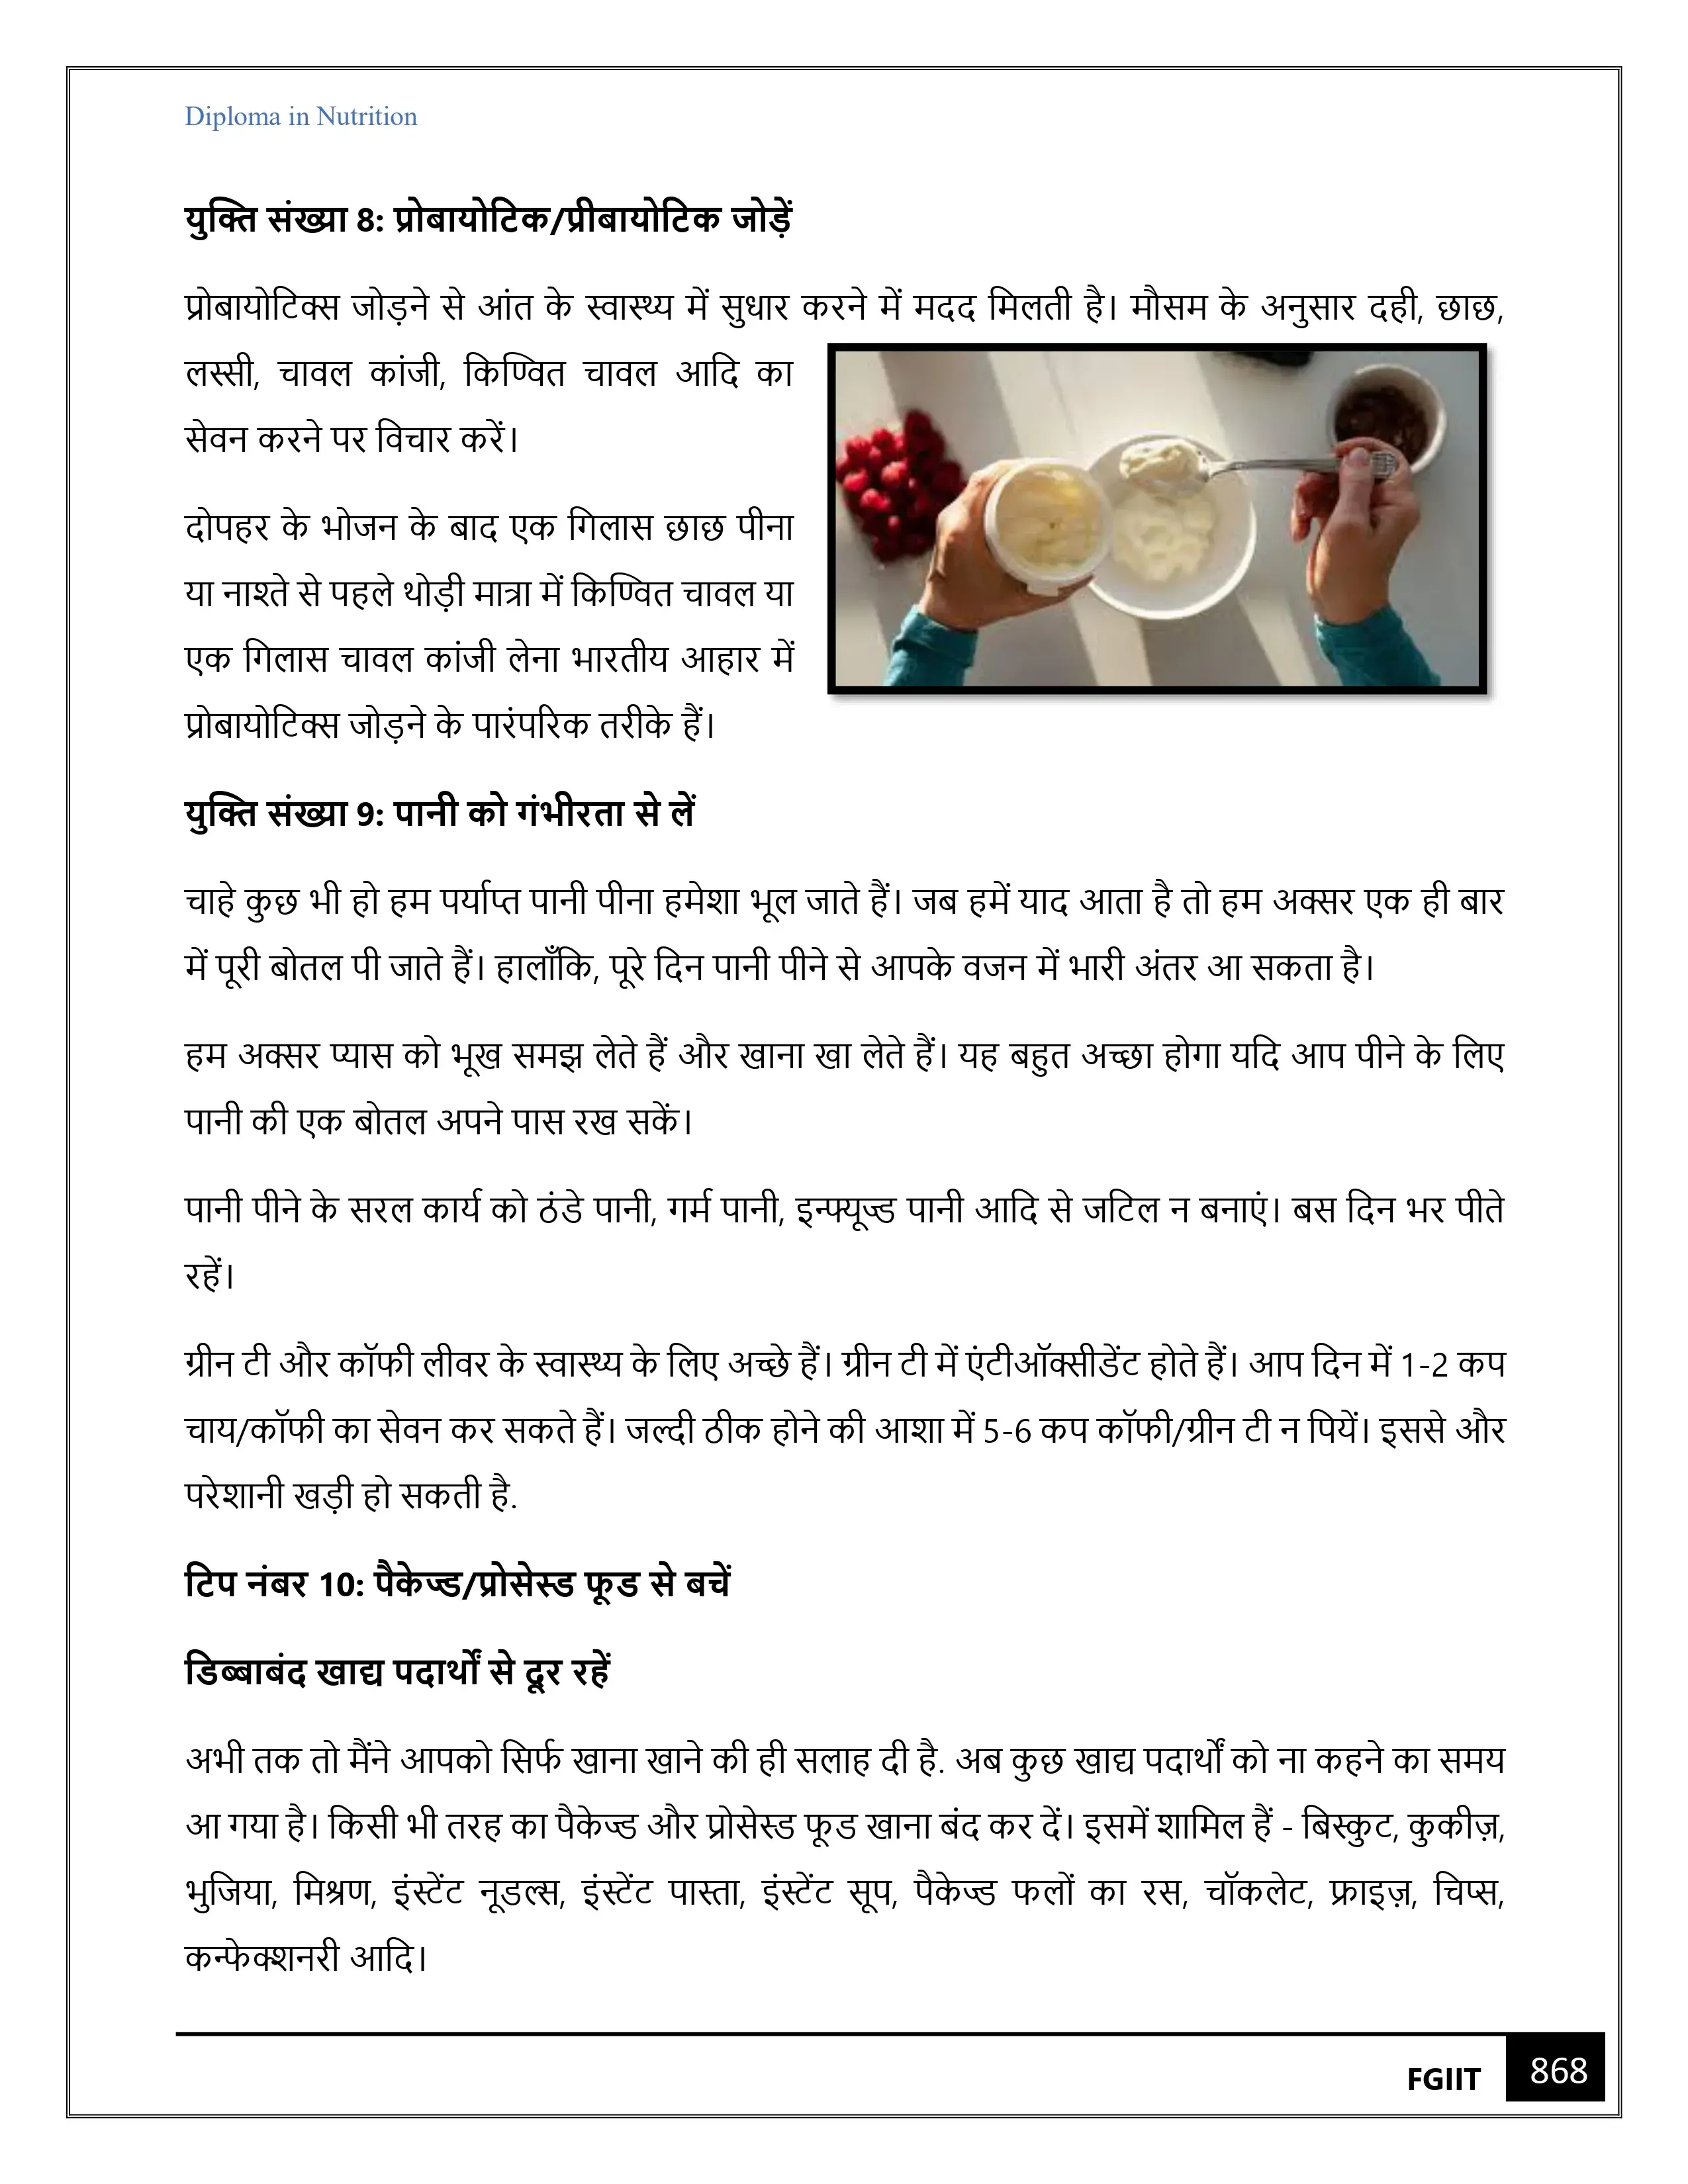 Diploma in Nutrition
युक्ति संख्या 8: प्रोबायोटिक/प्रीबायोटिक जोड़ें
प्रोबायोटिक्स जोड़ने से आंत के स्वास्थ्य में सुधार करने में मदद मिलती है। मौसम के अनुसार दही, छाछ,
लस्सी, चावल कांजी, किण्वित चावल आदि का
सेवन करने पर विचार करें।
दोपहर के भोजन के बाद एक गिलास छाछ पीना
या नाश्ते से पहले थोड़ी मात्रा में किण्वित चावल या
एक गिलास चावल कांजी लेना भारतीय आहार में
प्रोबायोटिक्स जोड़ने के पारंपरिक तरीके हैं।
युक्ति संख्या 9: पानी को गंभीरता से लें
चाहे कुछ भी हो हम पर्याप्त पानी पीना हमेशा भूल जाते हैं। जब हमें याद आता है तो हम अक्सर एक ही बार
में पूरी बोतल पी जाते हैं। हालाँकि, पूरे दिन पानी पीने से आपके वजन में भारी अंतर आ सकता है।
हम अक्सर प्यास को भूख समझ लेते हैं और खाना खा लेते हैं। यह बहुत अच्छा होगा यदि आप पीने के लिए
पानी की एक बोतल अपने पास रख सकें।
पानी पीने के सरल कार्य को ठंडे पानी, गर्म पानी, इन्फ्यूज्ड पानी आदि से जटिल न बनाएं। बस दिन भर पीते
रहें।
ग्रीन टी और कॉफी लीवर के स्वास्थ्य के लिए अच्छे हैं। ग्रीन टी में एंटीऑक्सीडेंट होते हैं। आप दिन में 1-2 कप
चाय/कॉफी का सेवन कर सकते हैं। जल्दी ठीक होने की आशा में 5-6 कप कॉफी/ग्रीन टी न पियें। इससे और
परेशानी खड़ी हो सकती है.
टिप नंबर 10: पैकेज्ड/प्रोसेस्ड फूड से बचें
डिब्बाबंद खाद्य पदार्थों से दूर रहें
अभी तक तो मैंने आपको सिर्फ खाना खाने की ही सलाह दी है. अब कुछ खाद्य पदार्थों को ना कहने का समय
आ गया है। किसी भी तरह का पैकेज्ड और प्रोसेस्ड फूड खाना बंद कर दें। इसमें शामिल हैं - बिस्कुट, कुकीज़,
भुजिया, मिश्रण, इंस्टेंट नूडल्स, इंस्टेंट पास्ता, इंस्टेंट सूप, पैकेज्ड फलों का रस, चॉकलेट, फ्राइज़, चिप्स,
कन्फेक्शनरी आदि।
FGIIT 868